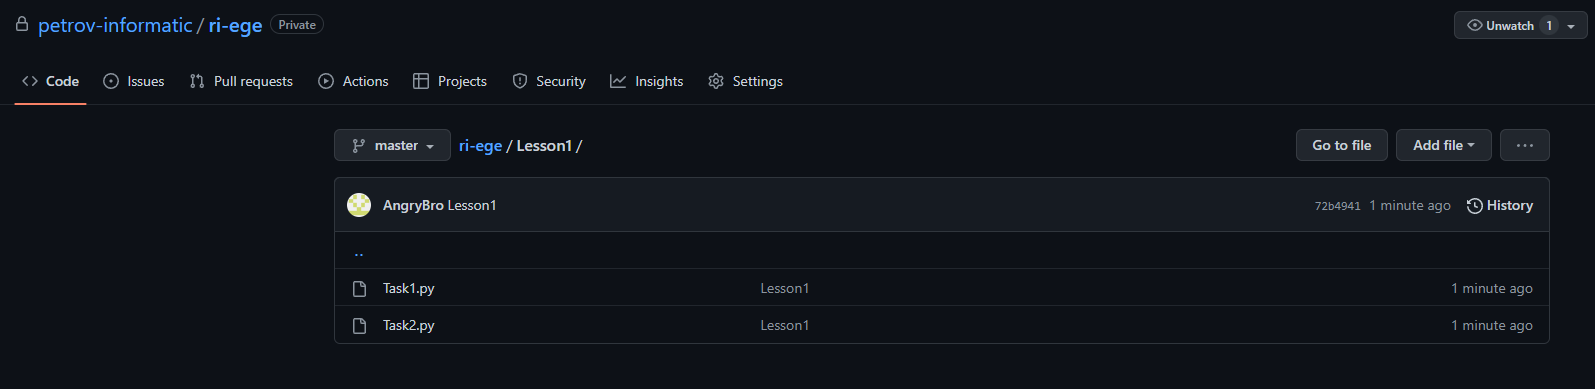 petrov-informatic / ri-ege Private Unwatch 1
Code Issues Pull requests Actions Projects Security Insights Settings
master ri-ege / Lesson1 / Go to file Add file ...
AngryBro Lesson1 72b4941 1 minute ago History
..
Task1.py Lesson1 1 minute ago
Task2.py Lesson1 1 minute ago